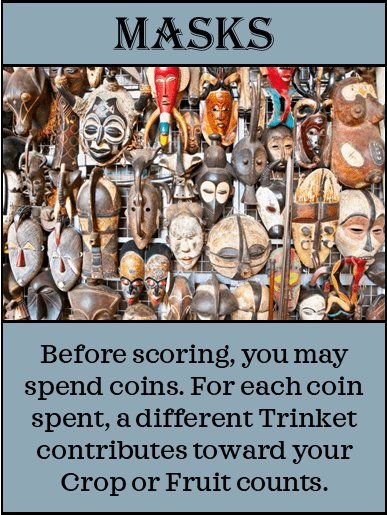 MASKS
Before scoring, you may
spend coins. For each coin
spent, a different Trinket
contributes toward your
Crop or Fruit counts.